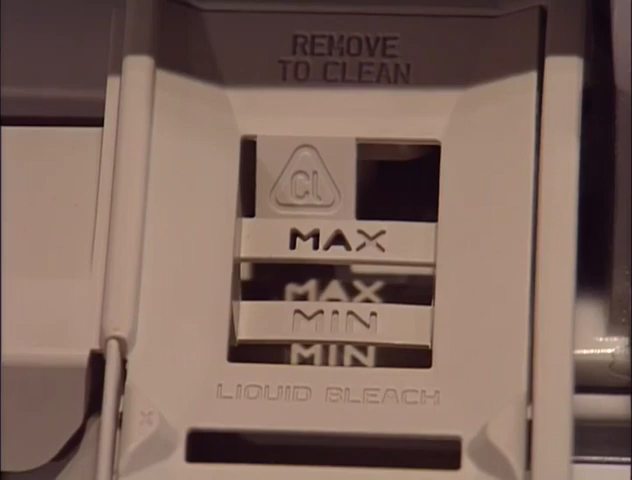 REMOVE
TO CLEAN
CL
MAX
MAX
MIN
MIN
LIQUID BLEACH